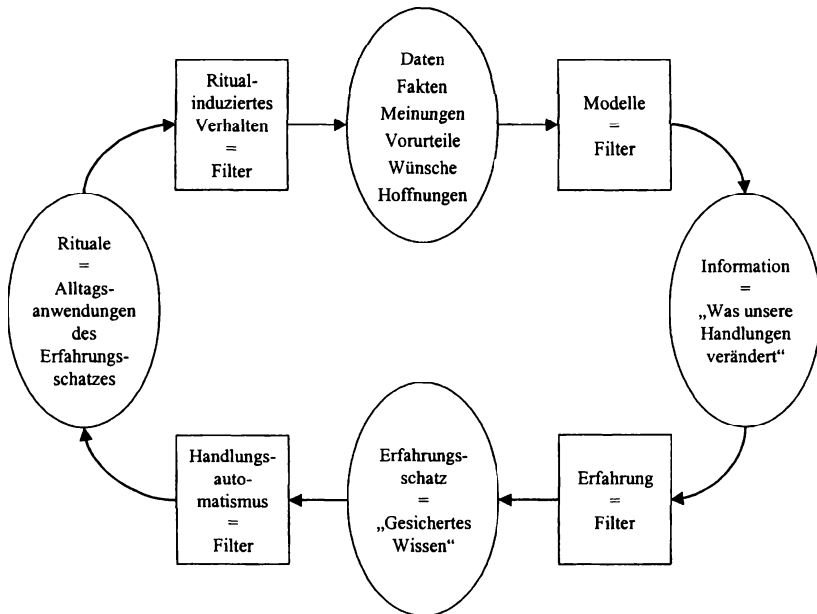 Ritual-
induziertes
Verhalten
=
Filter
Daten
Fakten
Meinungen
Vorurteile
Wünsche
Hoffnungen
Modelle
=
Filter
Information
=
„Was unsere
Handlungen
verändert“
Erfahrung
=
Filter
Erfahrungs-
schatz
=
„Gesichertes
Wissen“
Handlungs-
auto-
matismus
=
Filter
Rituale
=
Alltags-
anwendungen
des
Erfahrungs-
schatzes